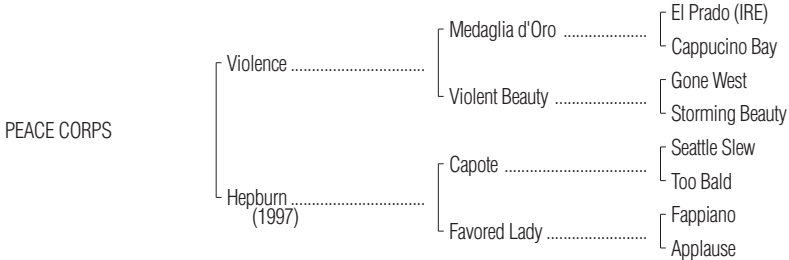 El Prado (IRE)
Medaglia d'Oro ....................
Cappucino Bay
Violence ................................
Gone West
Violent Beauty ......................
Storming Beauty
PEACE CORPS
Seattle Slew
Capote ..................................
Too Bald
Hepburn ................................
(1997)
Fappiano
Favored Lady ........................
Applause